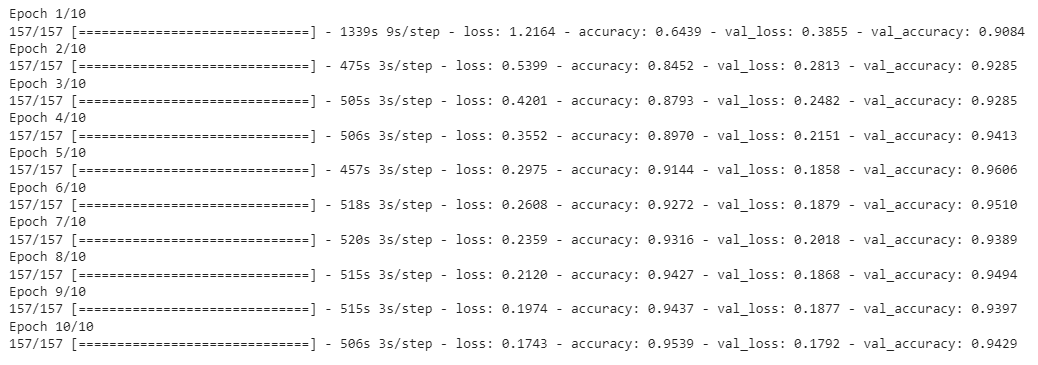 Epoch 1/10
157/157 [==============================] - 1339s 9s/step - loss: 1.2164 - accuracy: 0.6439 - val_loss: 0.3855 - val_accuracy: 0.9084
Epoch 2/10
157/157 [==============================] - 475s 3s/step - loss: 0.5399 - accuracy: 0.8452 - val_loss: 0.2813 - val_accuracy: 0.9285
Epoch 3/10
157/157 [==============================] - 505s 3s/step - loss: 0.4201 - accuracy: 0.8793 - val_loss: 0.2482 - val_accuracy: 0.9285
Epoch 4/10
157/157 [==============================] - 506s 3s/step - loss: 0.3552 - accuracy: 0.8970 - val_loss: 0.2151 - val_accuracy: 0.9413
Epoch 5/10
157/157 [==============================] - 457s 3s/step - loss: 0.2975 - accuracy: 0.9144 - val_loss: 0.1858 - val_accuracy: 0.9606
Epoch 6/10
157/157 [==============================] - 518s 3s/step - loss: 0.2608 - accuracy: 0.9272 - val_loss: 0.1879 - val_accuracy: 0.9510
Epoch 7/10
157/157 [==============================] - 520s 3s/step - loss: 0.2359 - accuracy: 0.9316 - val_loss: 0.2018 - val_accuracy: 0.9389
Epoch 8/10
157/157 [==============================] - 515s 3s/step - loss: 0.2120 - accuracy: 0.9427 - val_loss: 0.1868 - val_accuracy: 0.9494
Epoch 9/10
157/157 [==============================] - 515s 3s/step - loss: 0.1974 - accuracy: 0.9437 - val_loss: 0.1877 - val_accuracy: 0.9397
Epoch 10/10
157/157 [==============================] - 506s 3s/step - loss: 0.1743 - accuracy: 0.9539 - val_loss: 0.1792 - val_accuracy: 0.9429